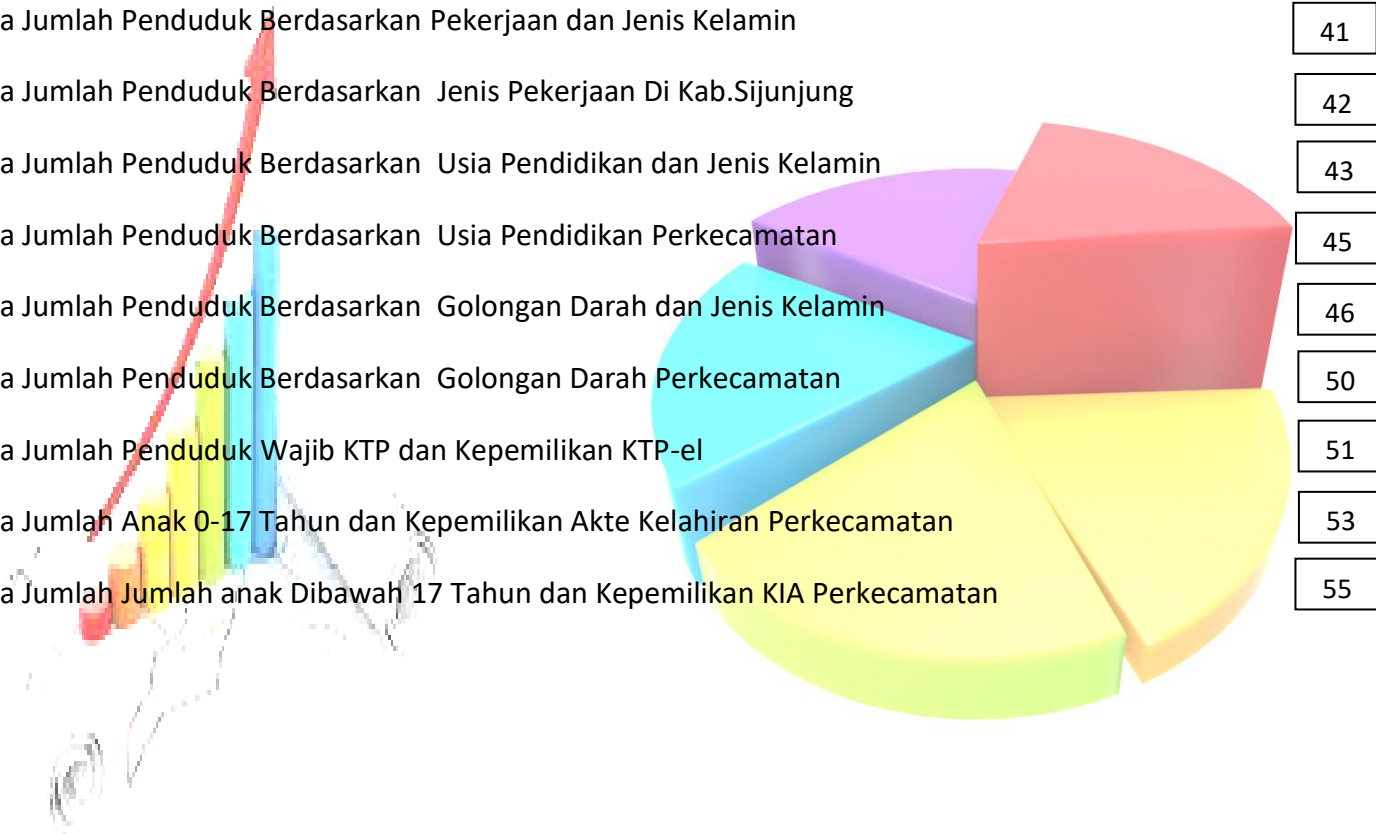 a Jumlah Penduduk Berdasarkan Pekerjaan dan Jenis Kelamin 41
a Jumlah Penduduk Berdasarkan Jenis Pekerjaan Di Kab.Sijunjung 42
a Jumlah Penduduk Berdasarkan Usia Pendidikan dan Jenis Kelamin 43
a Jumlah Penduduk Berdasarkan Usia Pendidikan Perkecamatan 45
a Jumlah Penduduk Berdasarkan Golongan Darah dan Jenis Kelamin 46
a Jumlah Penduduk Berdasarkan Golongan Darah Perkecamatan 50
a Jumlah Penduduk Wajib KTP dan Kepemilikan KTP-el 51
a Jumlah Anak 0-17 Tahun dan Kepemilikan Akte Kelahiran Perkecamatan 53
a Jumlah Jumlah anak Dibawah 17 Tahun dan Kepemilikan KIA Perkecamatan 55